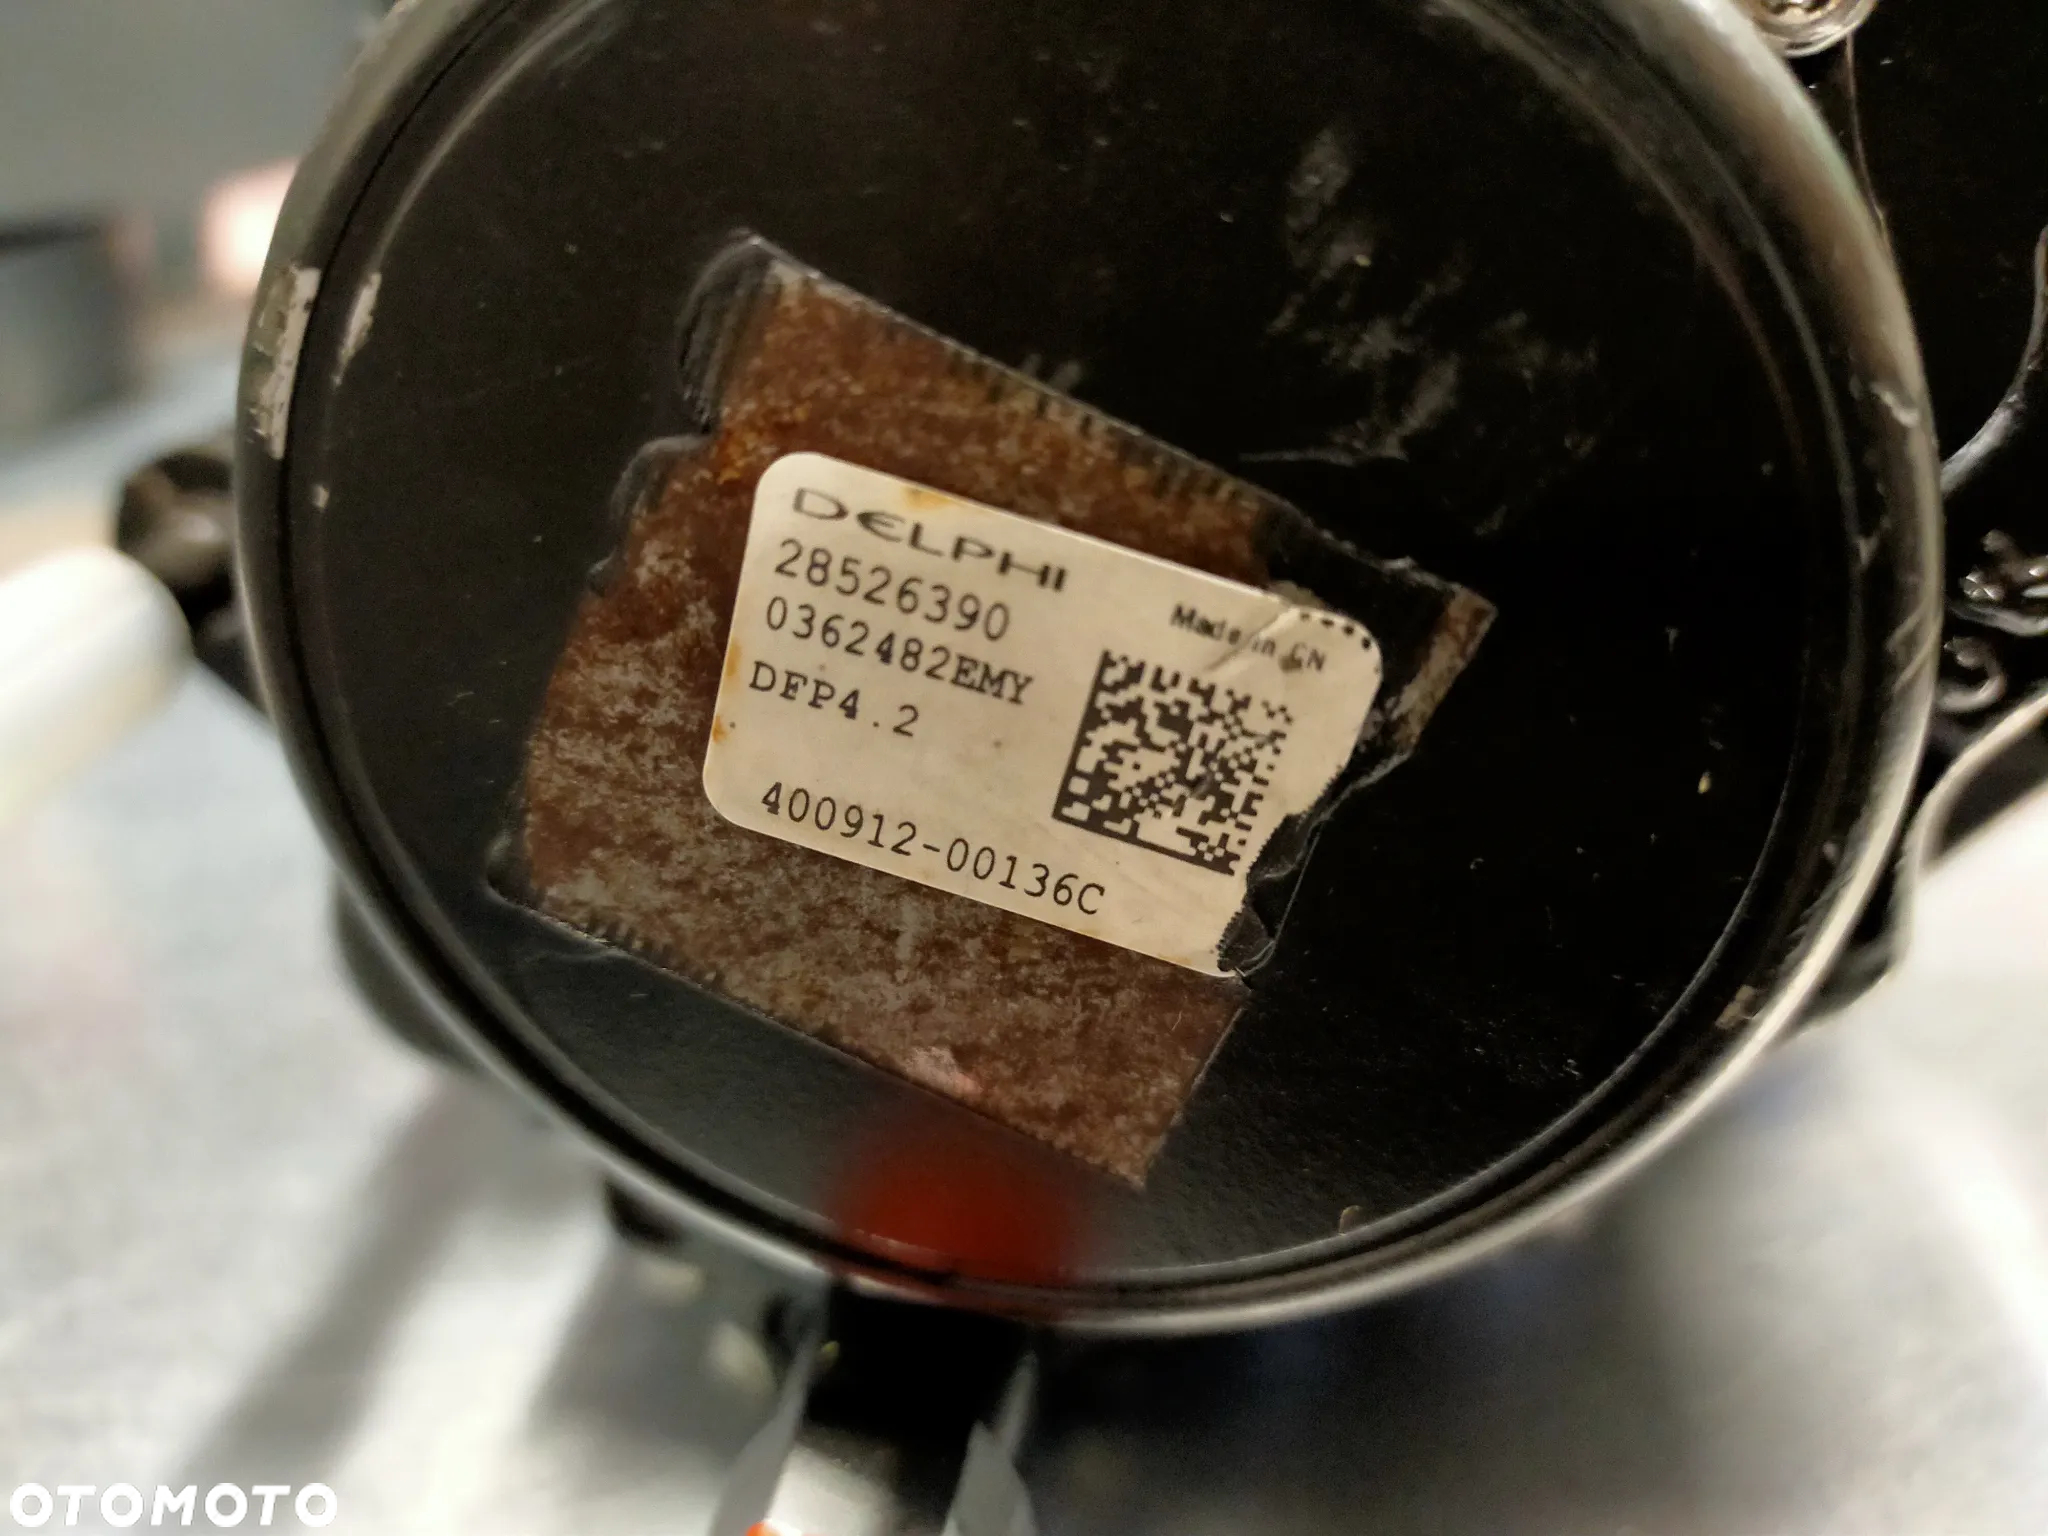 DELPHI
28526390
Made in CN
0362482EMY
DFP4.2
400912-00136C
OTOMOTO